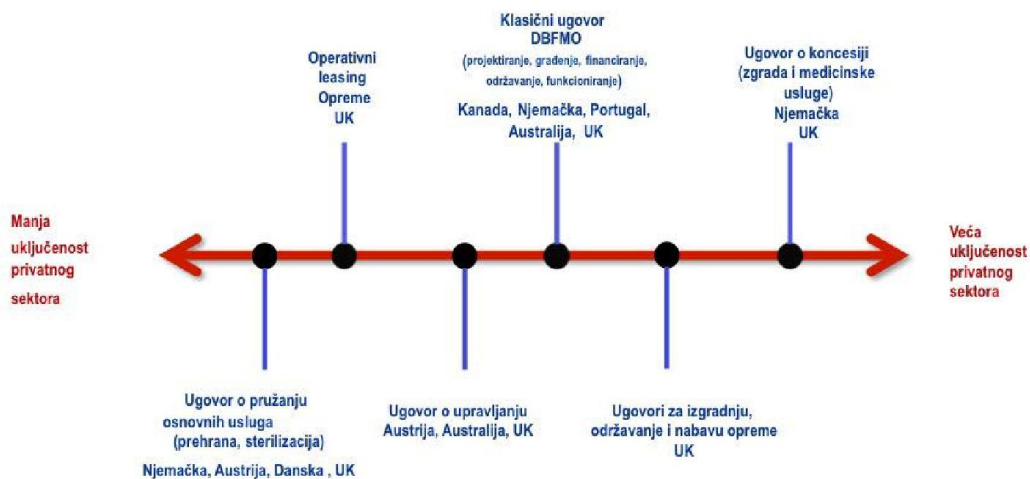 Klasični ugovor
DBFMO
(projektiranje, građenje, financiranje,
održavanje, funkcioniranje)
Kanada, Njemačka, Portugal,
Australija, UK
Operativni
leasing
Opreme
UK
Ugovor o koncesiji
(zgrada i medicinske
usluge)
Njemačka
UK
Manja
uključenost
privatnog
sektora
Veća
uključenost
privatnog
sektora
Ugovor o pružanju
osnovnih usluga
(prehrana, sterilizacija)
Njemačka, Austrija, Danska , UK
Ugovor o upravljanju
Austrija, Australija, UK
Ugovori za izgradnju,
održavanje i nabavu opreme
UK